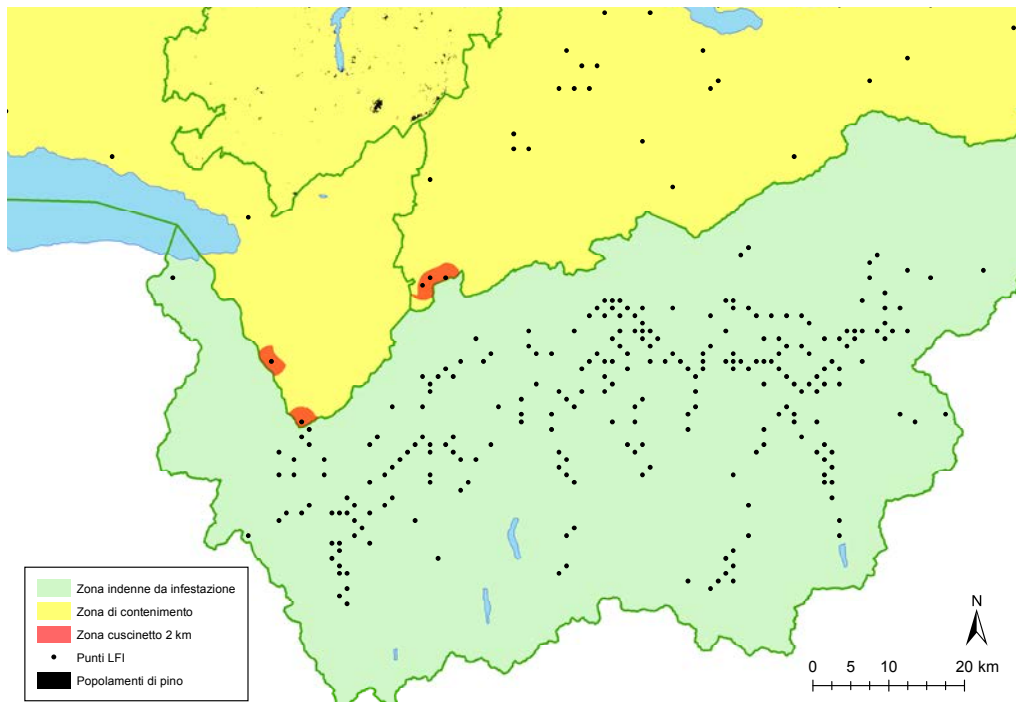 Zona indenne da infestazione
Zona di contenimento
Zona cuscinetto 2 km
Punti LFI
Popolamenti di pino
N
0 5 10 20 km